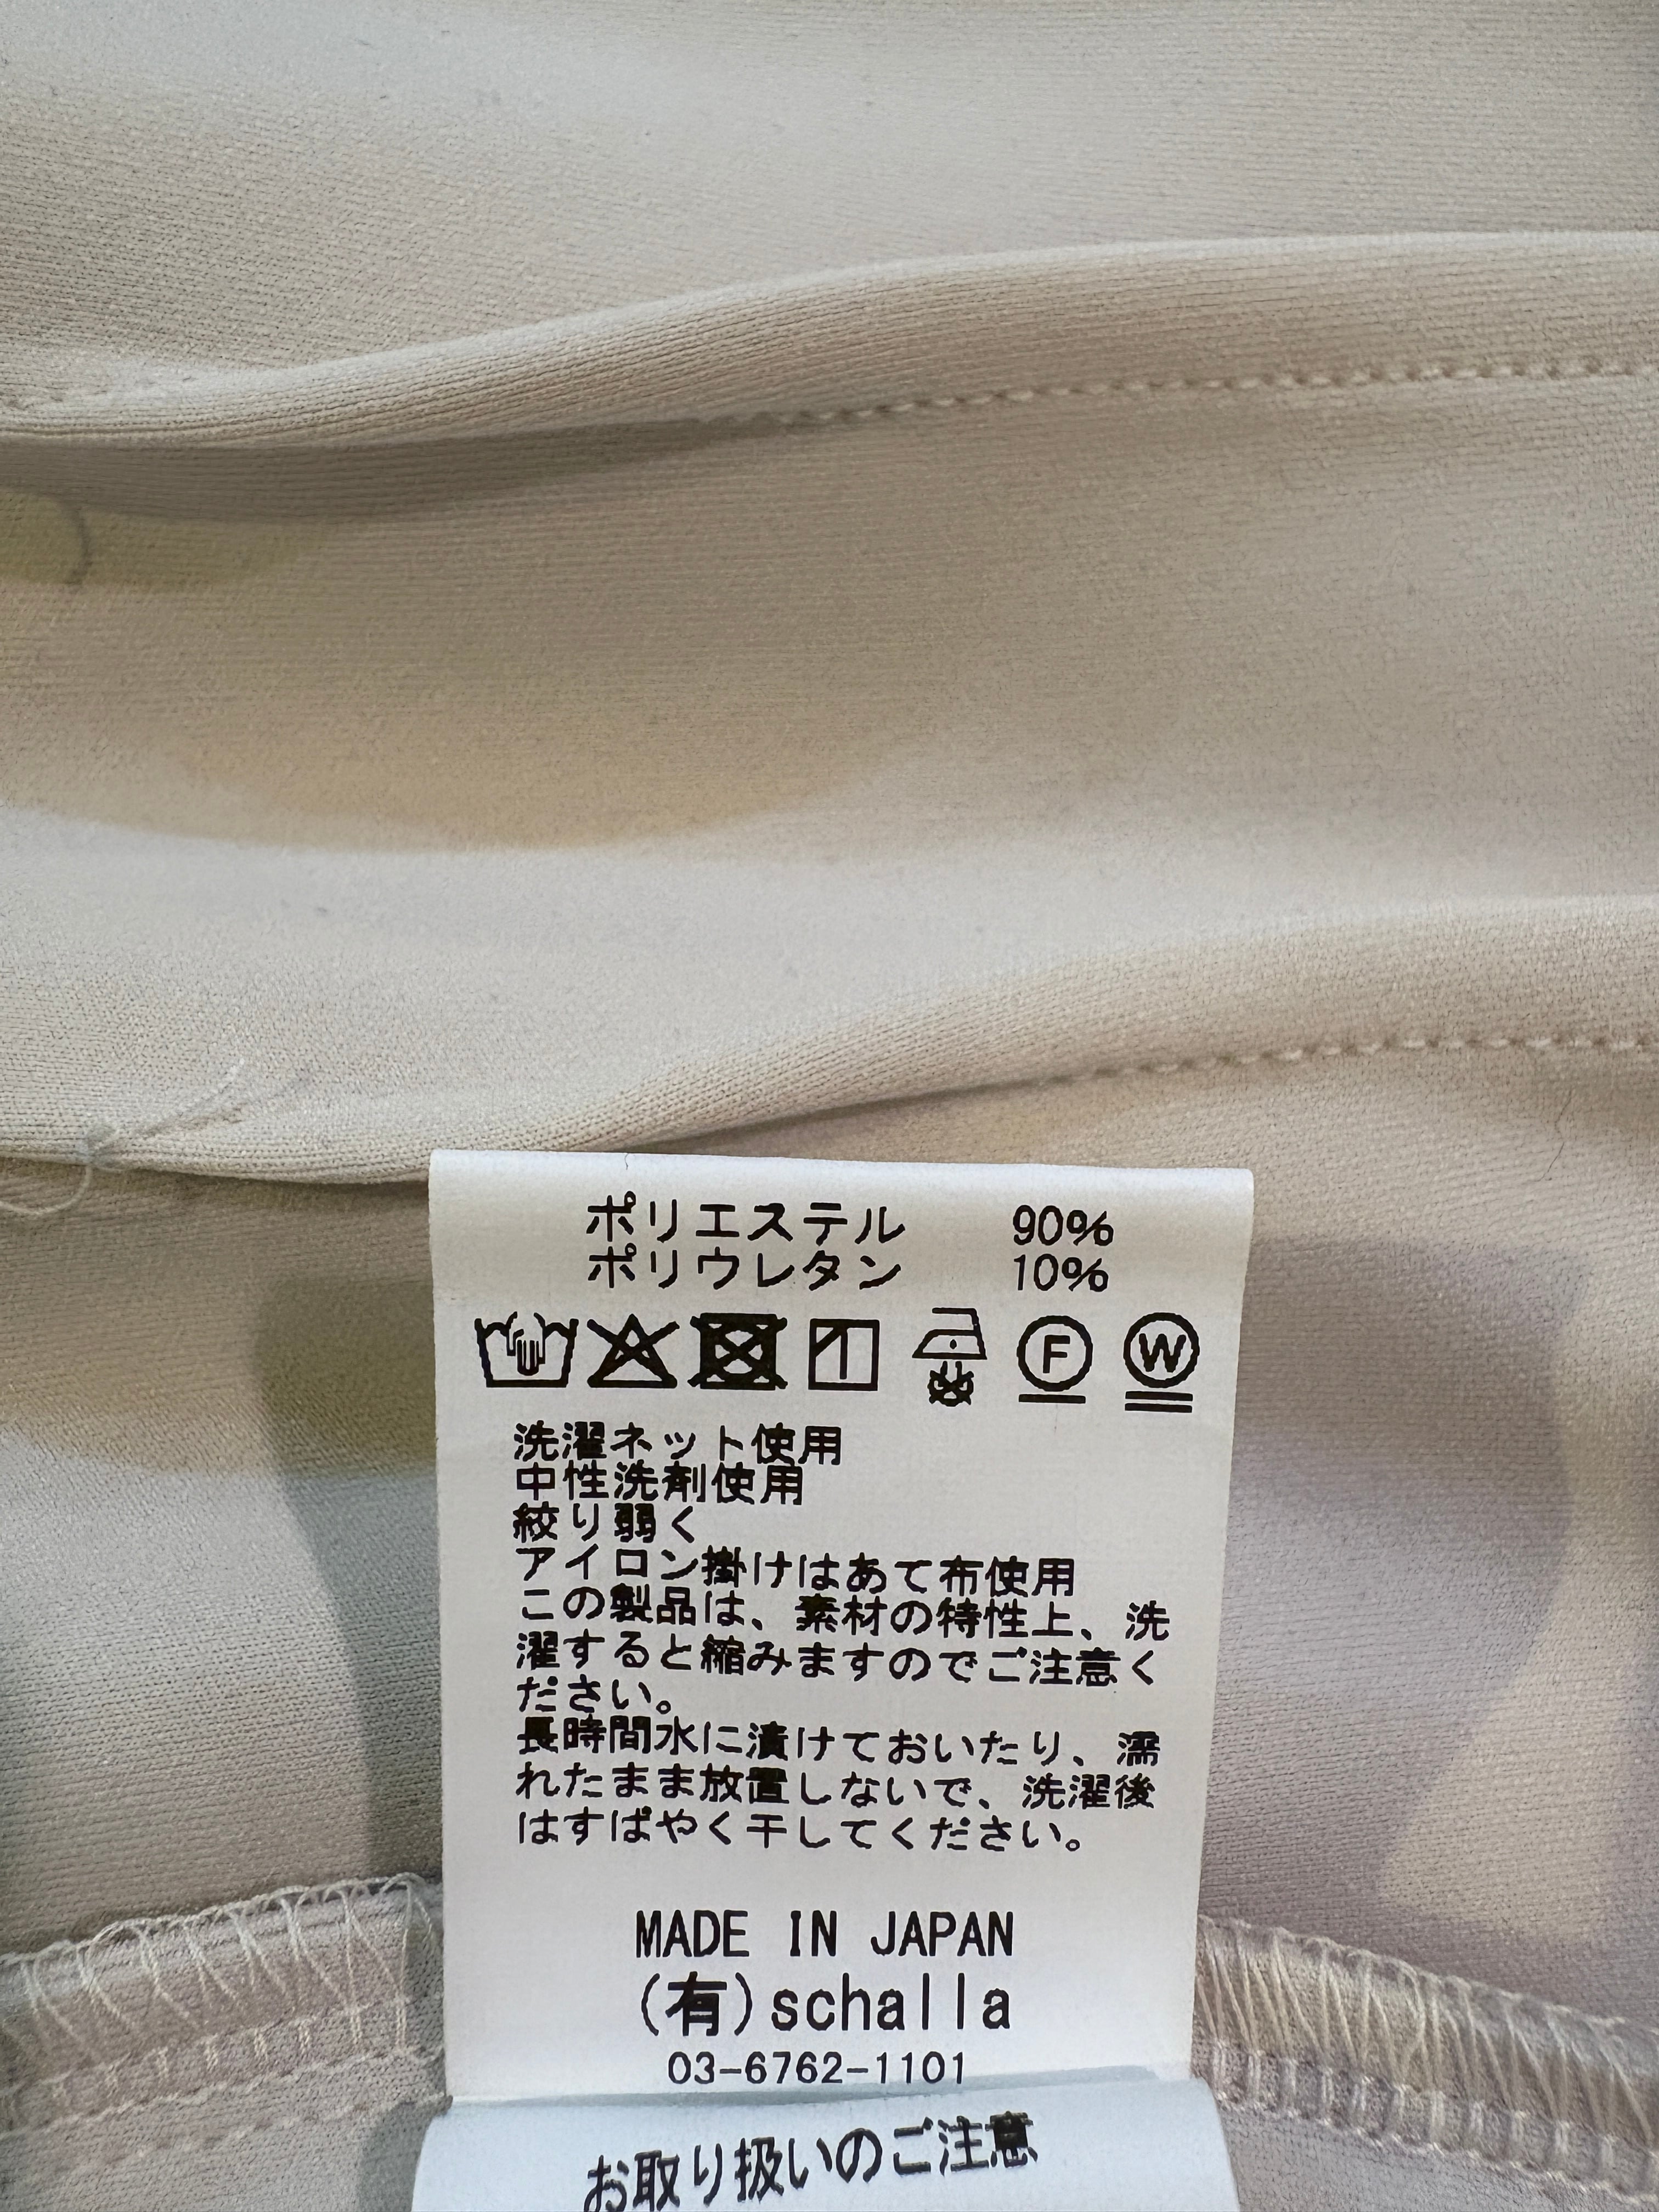 ポリエステル 90%
ポリウレタン 10%
F W
洗濯ネット使用
中性洗剤使用
絞り弱く
アイロン掛けはあて布使用
この製品は、素材の特性上、洗
濯すると縮みますのでご注意く
ださい。
長時間水に漬けておいたり、濡
れたまま放置しないで、洗濯後
はすばやく干してください。
MADE IN JAPAN
(有)schalla
03-6762-1101
お取り扱いのご注意